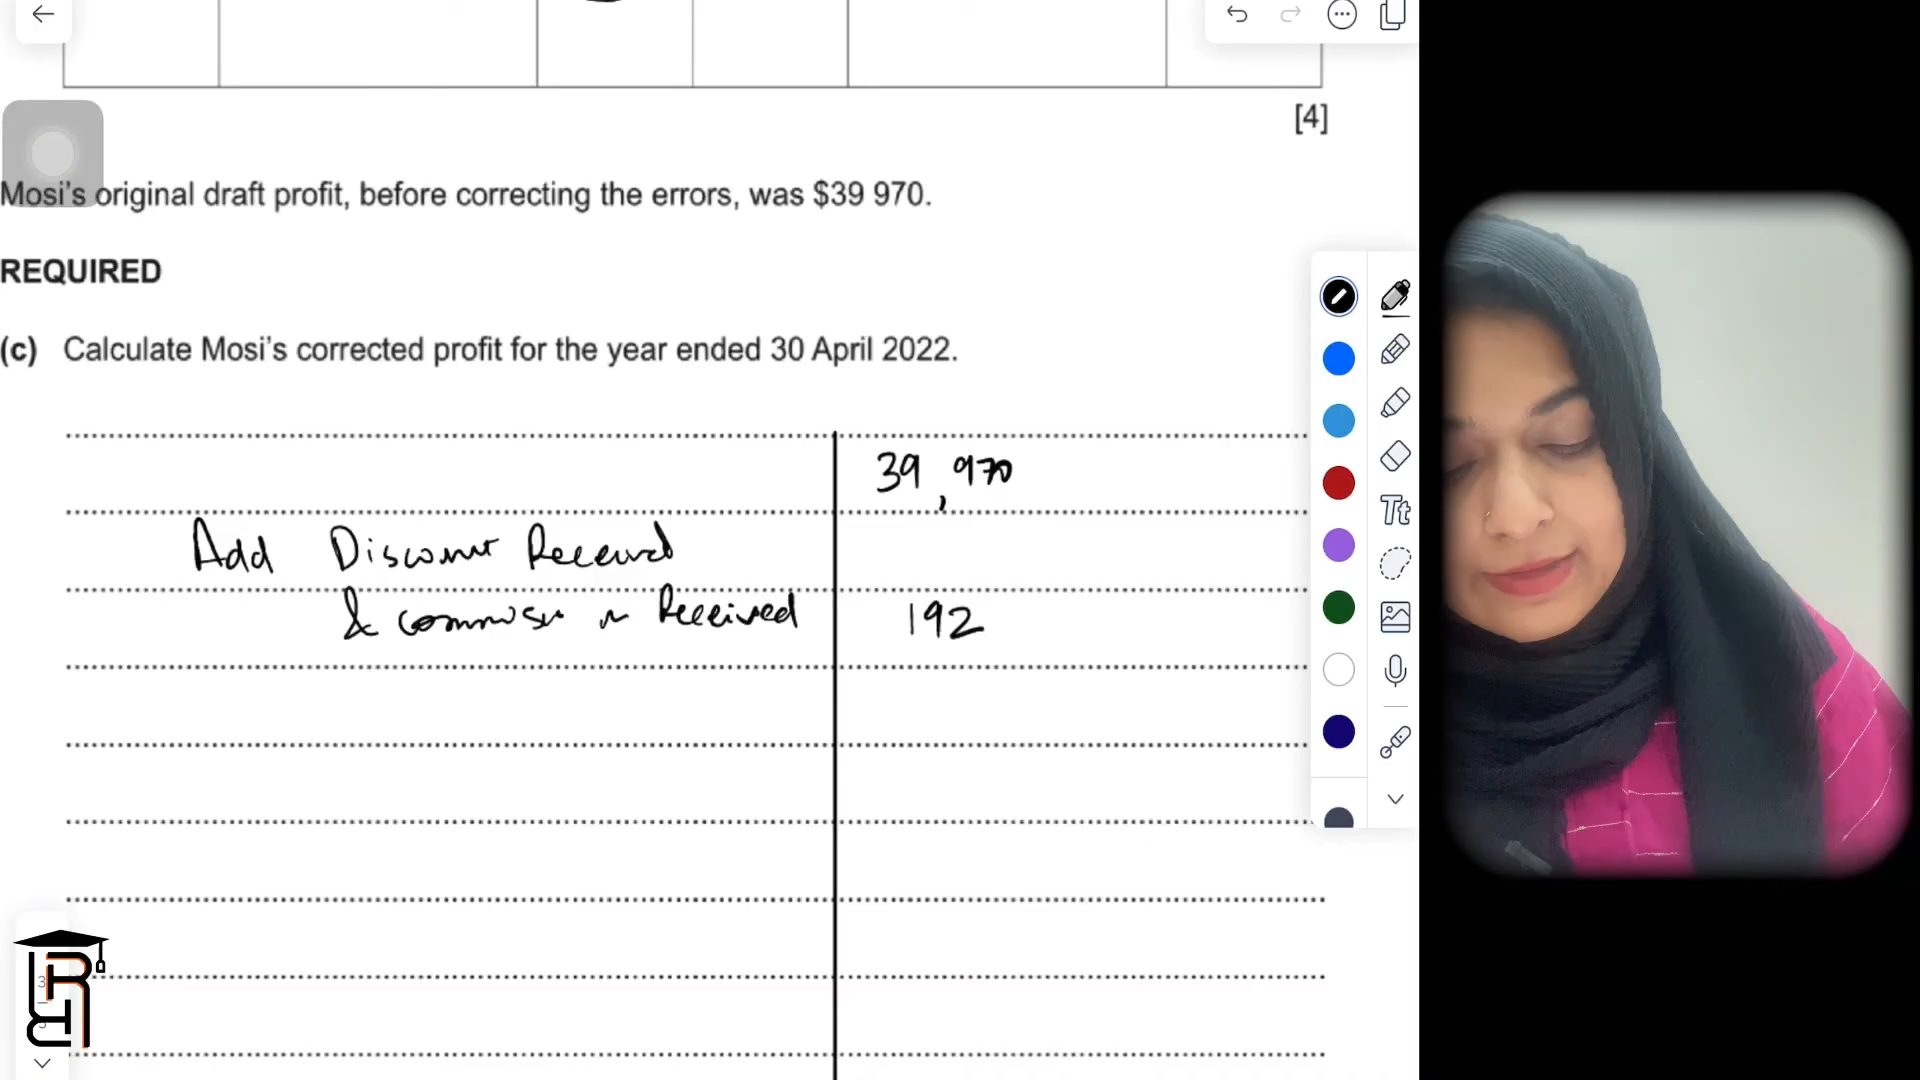 [4]
Mosi's original draft profit, before correcting the errors, was $39 970.
REQUIRED
(c) Calculate Mosi's corrected profit for the year ended 30 April 2022.
39,970
Add Discount Received
& commission Received 192
Tt